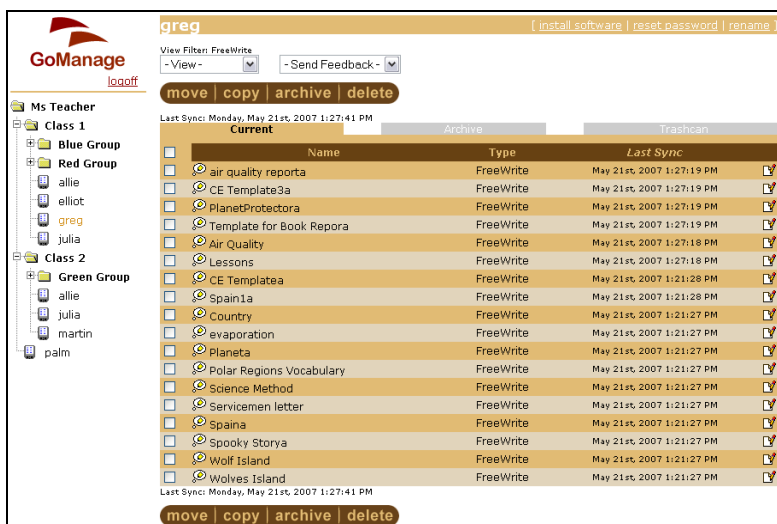 GoManage
logoff
Ms Teacher
Class 1
Blue Group
Red Group
allie
elliot
greg
julia
Class 2
Green Group
allie
julia
martin
palm
greg [ install software | reset password | rename ]
View Filter: FreeWrite
- View - - Send Feedback -
move | copy | archive | delete
Last Sync: Monday, May 21st, 2007 1:27:41 PM
Current Archive Trashcan
Name Type Last Sync
air quality reporta FreeWrite May 21st, 2007 1:27:19 PM
CE Template3a FreeWrite May 21st, 2007 1:27:19 PM
PlanetProtectora FreeWrite May 21st, 2007 1:27:19 PM
Template for Book Repora FreeWrite May 21st, 2007 1:27:19 PM
Air Quality FreeWrite May 21st, 2007 1:27:18 PM
Lessons FreeWrite May 21st, 2007 1:27:18 PM
CE Templatea FreeWrite May 21st, 2007 1:21:28 PM
Spain1a FreeWrite May 21st, 2007 1:21:28 PM
Country FreeWrite May 21st, 2007 1:21:27 PM
evaporation FreeWrite May 21st, 2007 1:21:27 PM
Planeta FreeWrite May 21st, 2007 1:21:27 PM
Polar Regions Vocabulary FreeWrite May 21st, 2007 1:21:27 PM
Science Method FreeWrite May 21st, 2007 1:21:27 PM
Servicemen letter FreeWrite May 21st, 2007 1:21:27 PM
Spaina FreeWrite May 21st, 2007 1:21:27 PM
Spooky Storya FreeWrite May 21st, 2007 1:21:27 PM
Wolf Island FreeWrite May 21st, 2007 1:21:27 PM
Wolves Island FreeWrite May 21st, 2007 1:21:27 PM
Last Sync: Monday, May 21st, 2007 1:27:41 PM
move | copy | archive | delete